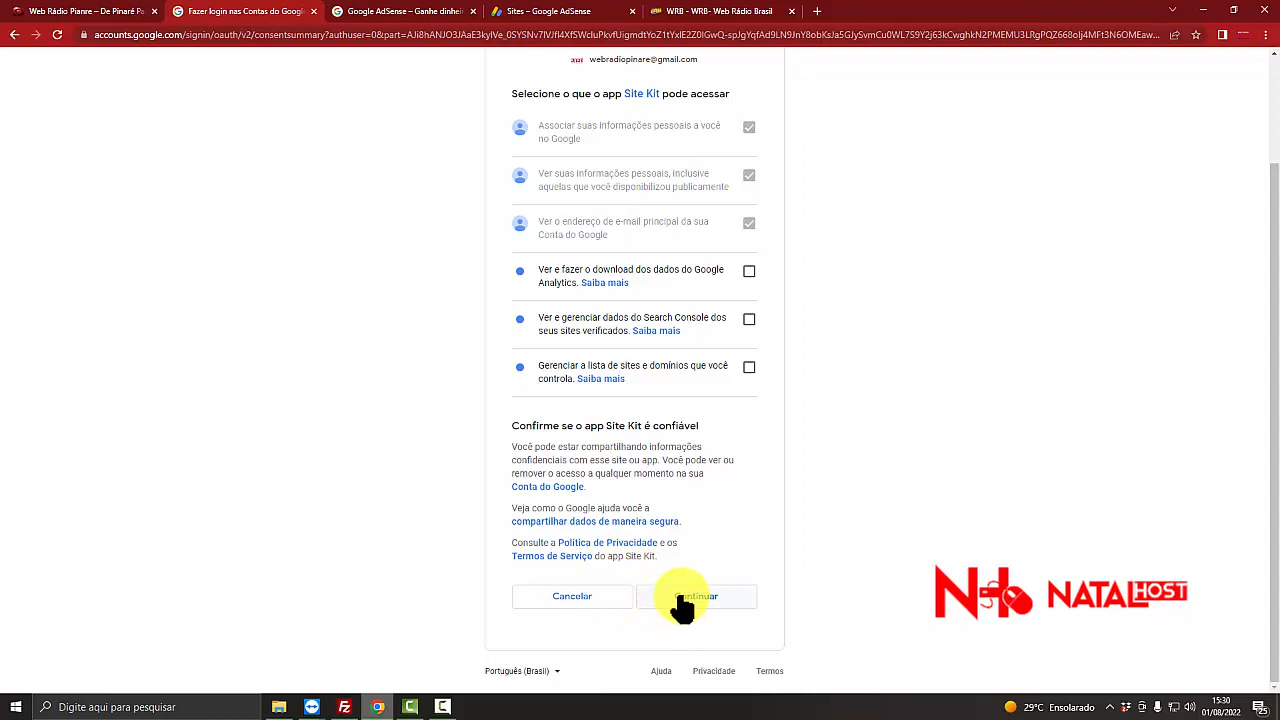 Web Rádio Pianre – De Pinaré Pa
Fazer login nas Contas do Google
Google AdSense – Ganhe dinhei
Sites – Google AdSense
WRB - WRB- Web Rádio Brasil
webradiopinare@gmail.com
Selecione o que o app Site Kit pode acessar
Associar suas informações pessoais a você
no Google
Ver suas informações pessoais, inclusive
aquelas que você disponibilizou publicamente
Ver o endereço de e-mail principal da sua
Conta do Google
Ver e fazer o download dos dados do Google
Analytics. Saiba mais
Ver e gerenciar dados do Search Console dos
seus sites verificados. Saiba mais
Gerenciar a lista de sites e domínios que você
controla. Saiba mais
Confirme se o app Site Kit é confiável
Você pode estar compartilhando informações
confidenciais com esse site ou app. Você pode ver ou
remover o acesso a qualquer momento na sua
Conta do Google.
Veja como o Google ajuda você a
compartilhar dados de maneira segura.
Consulte a Política de Privacidade e os
Termos de Serviço do app Site Kit.
Cancelar
Continuar
NATAL HOST
Português (Brasil)
Ajuda
Privacidade
Termos
Digite aqui para pesquisar
29°C Ensolarado
15:30
01/08/2022